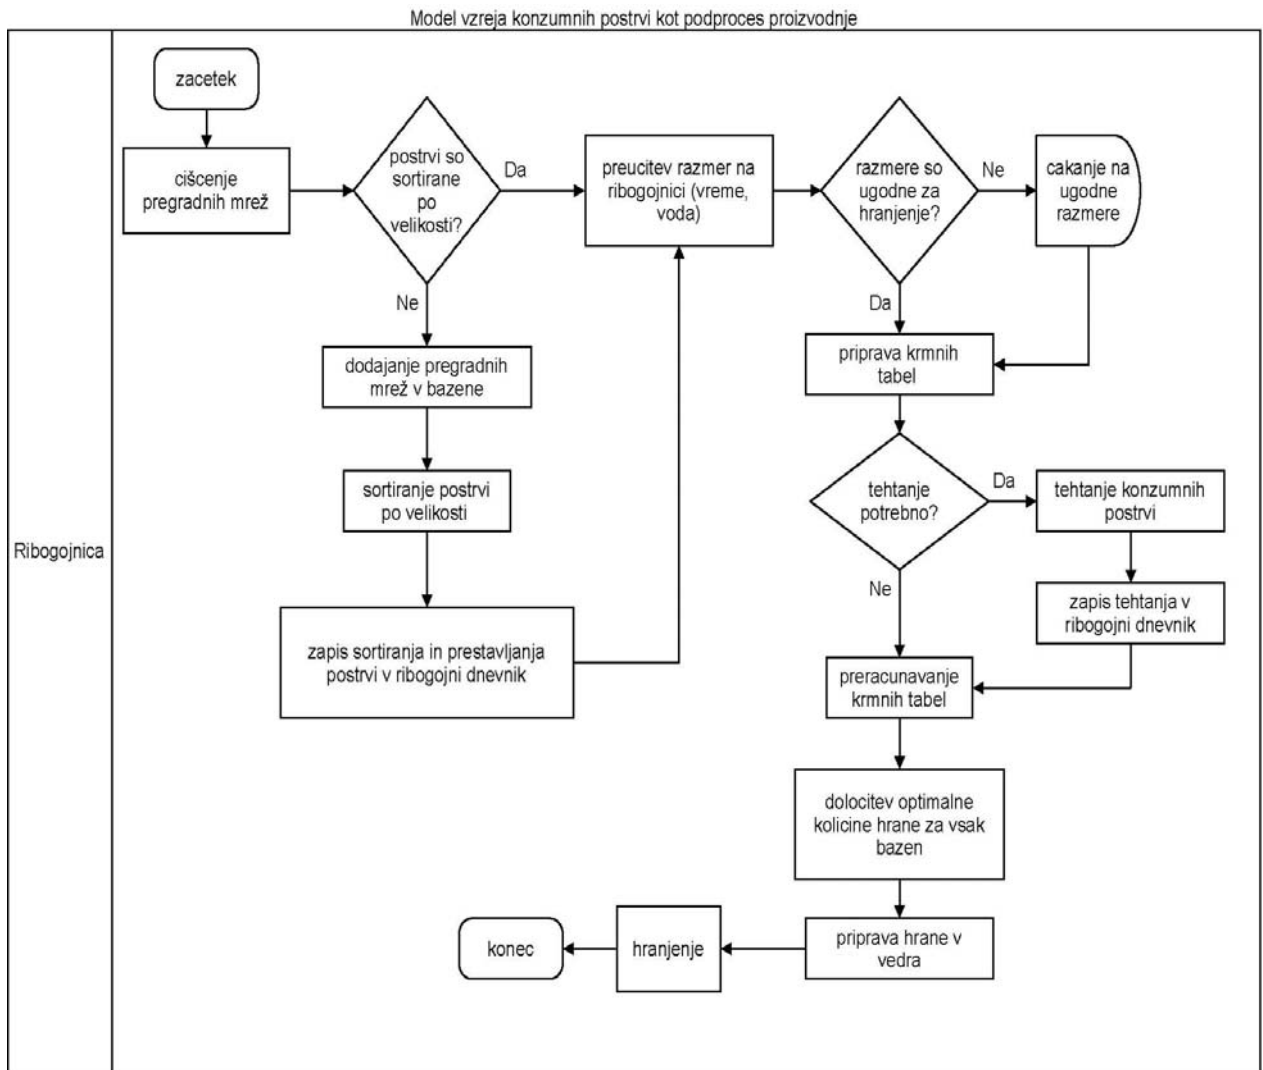 Model vzreja konzumnih postrvi kot podproces proizvodnje
Ribogojnica
zacetek
cišcenje
pregradnih mrež
postrvi so
sortirane
po
velikosti?
Da
Ne
preucitev razmer na
ribogojnici (vreme,
voda)
razmere so
ugodne za
hranjenje?
Ne
Da
cakanje na
ugodne
razmere
dodajanje pregradnih
mrež v bazene
sortiranje postrvi
po velikosti
zapis sortiranja in prestavljanja
postrvi v ribogojni dnevnik
priprava krmnih
tabel
tehtanje
potrebno?
Da
Ne
tehtanje konzumnih
postrvi
zapis tehtanja v
ribogojni dnevnik
preracunavanje
krmnih tabel
dolocitev optimalne
kolicine hrane za vsak
bazen
priprava hrane v
vedra
hranjenje
konec